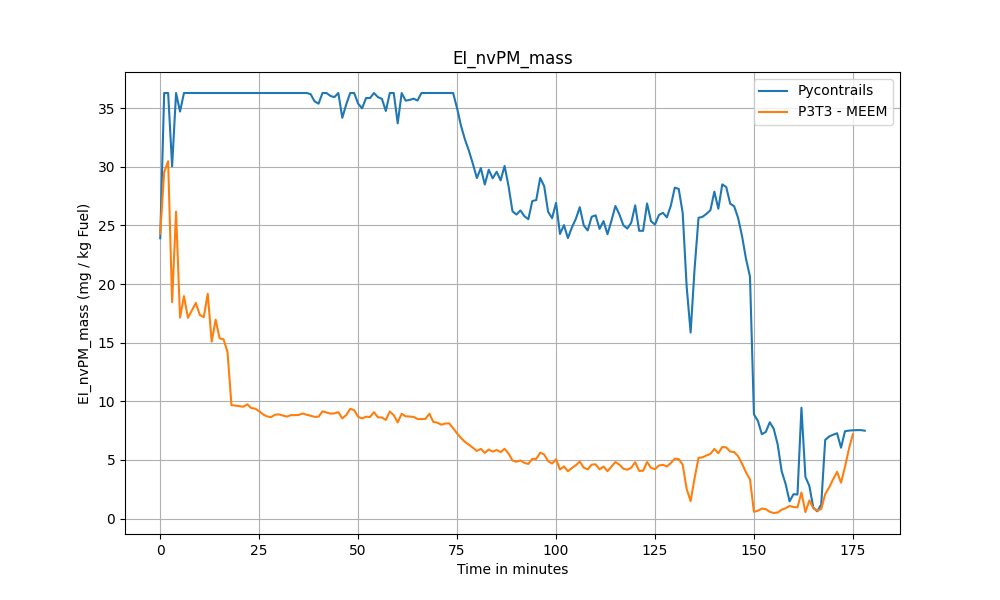 EI_nvPM_mass
Pycontrails
P3T3 - MEEM
EI_nvPM_mass (mg / kg Fuel)
35
30
25
20
15
10
5
0
0 25 50 75 100 125 150 175
Time in minutes